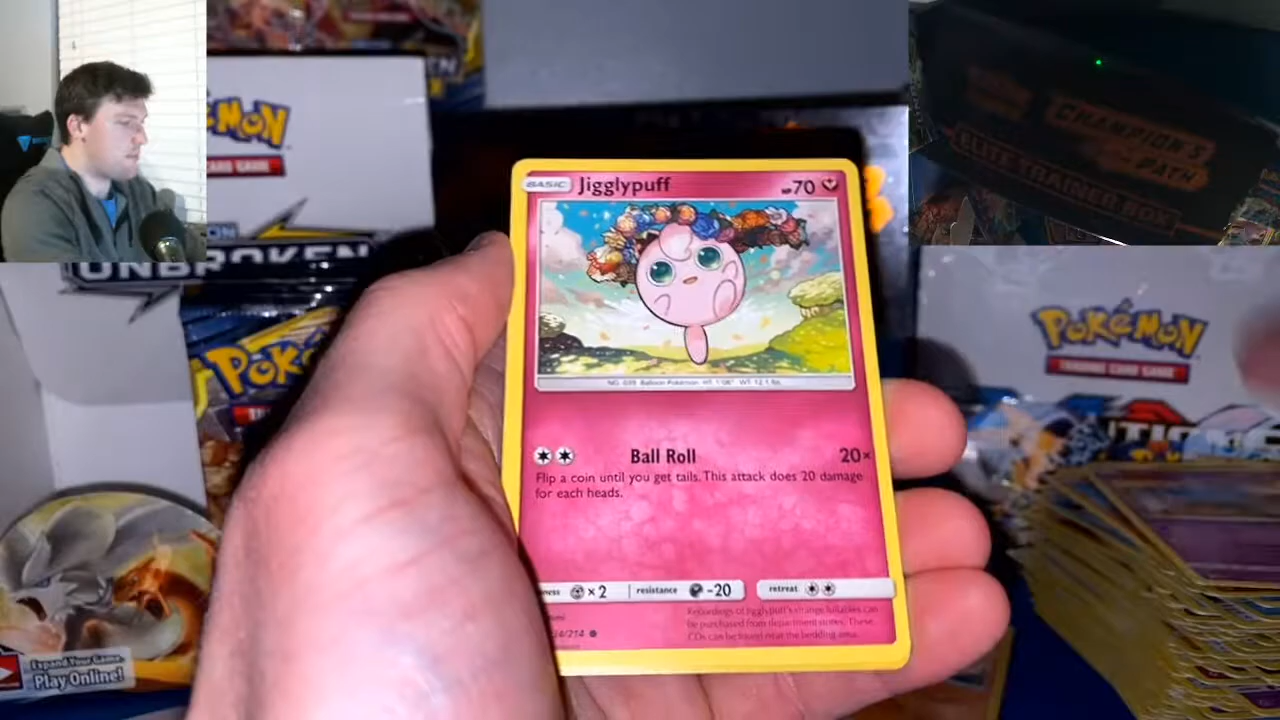 POKÉMON
UNBROKEN
Poké
Expand Your Game
Play Online!
BASIC Jigglypuff HP70
NO. 039 Balloon Pokémon HT: 1'08" WT: 12.1 lbs.
Ball Roll 20×
Flip a coin until you get tails. This attack does 20 damage
for each heads.
×2 resistance -20 retreat
Recordings of Jigglypuff's strange lullabies can
be purchased from department stores. These
CDs can be found near the bedding area.
/214
CHAMPION'S
PATH
ELITE TRAINER BOX
POKÉMON
TRADING CARD GAME